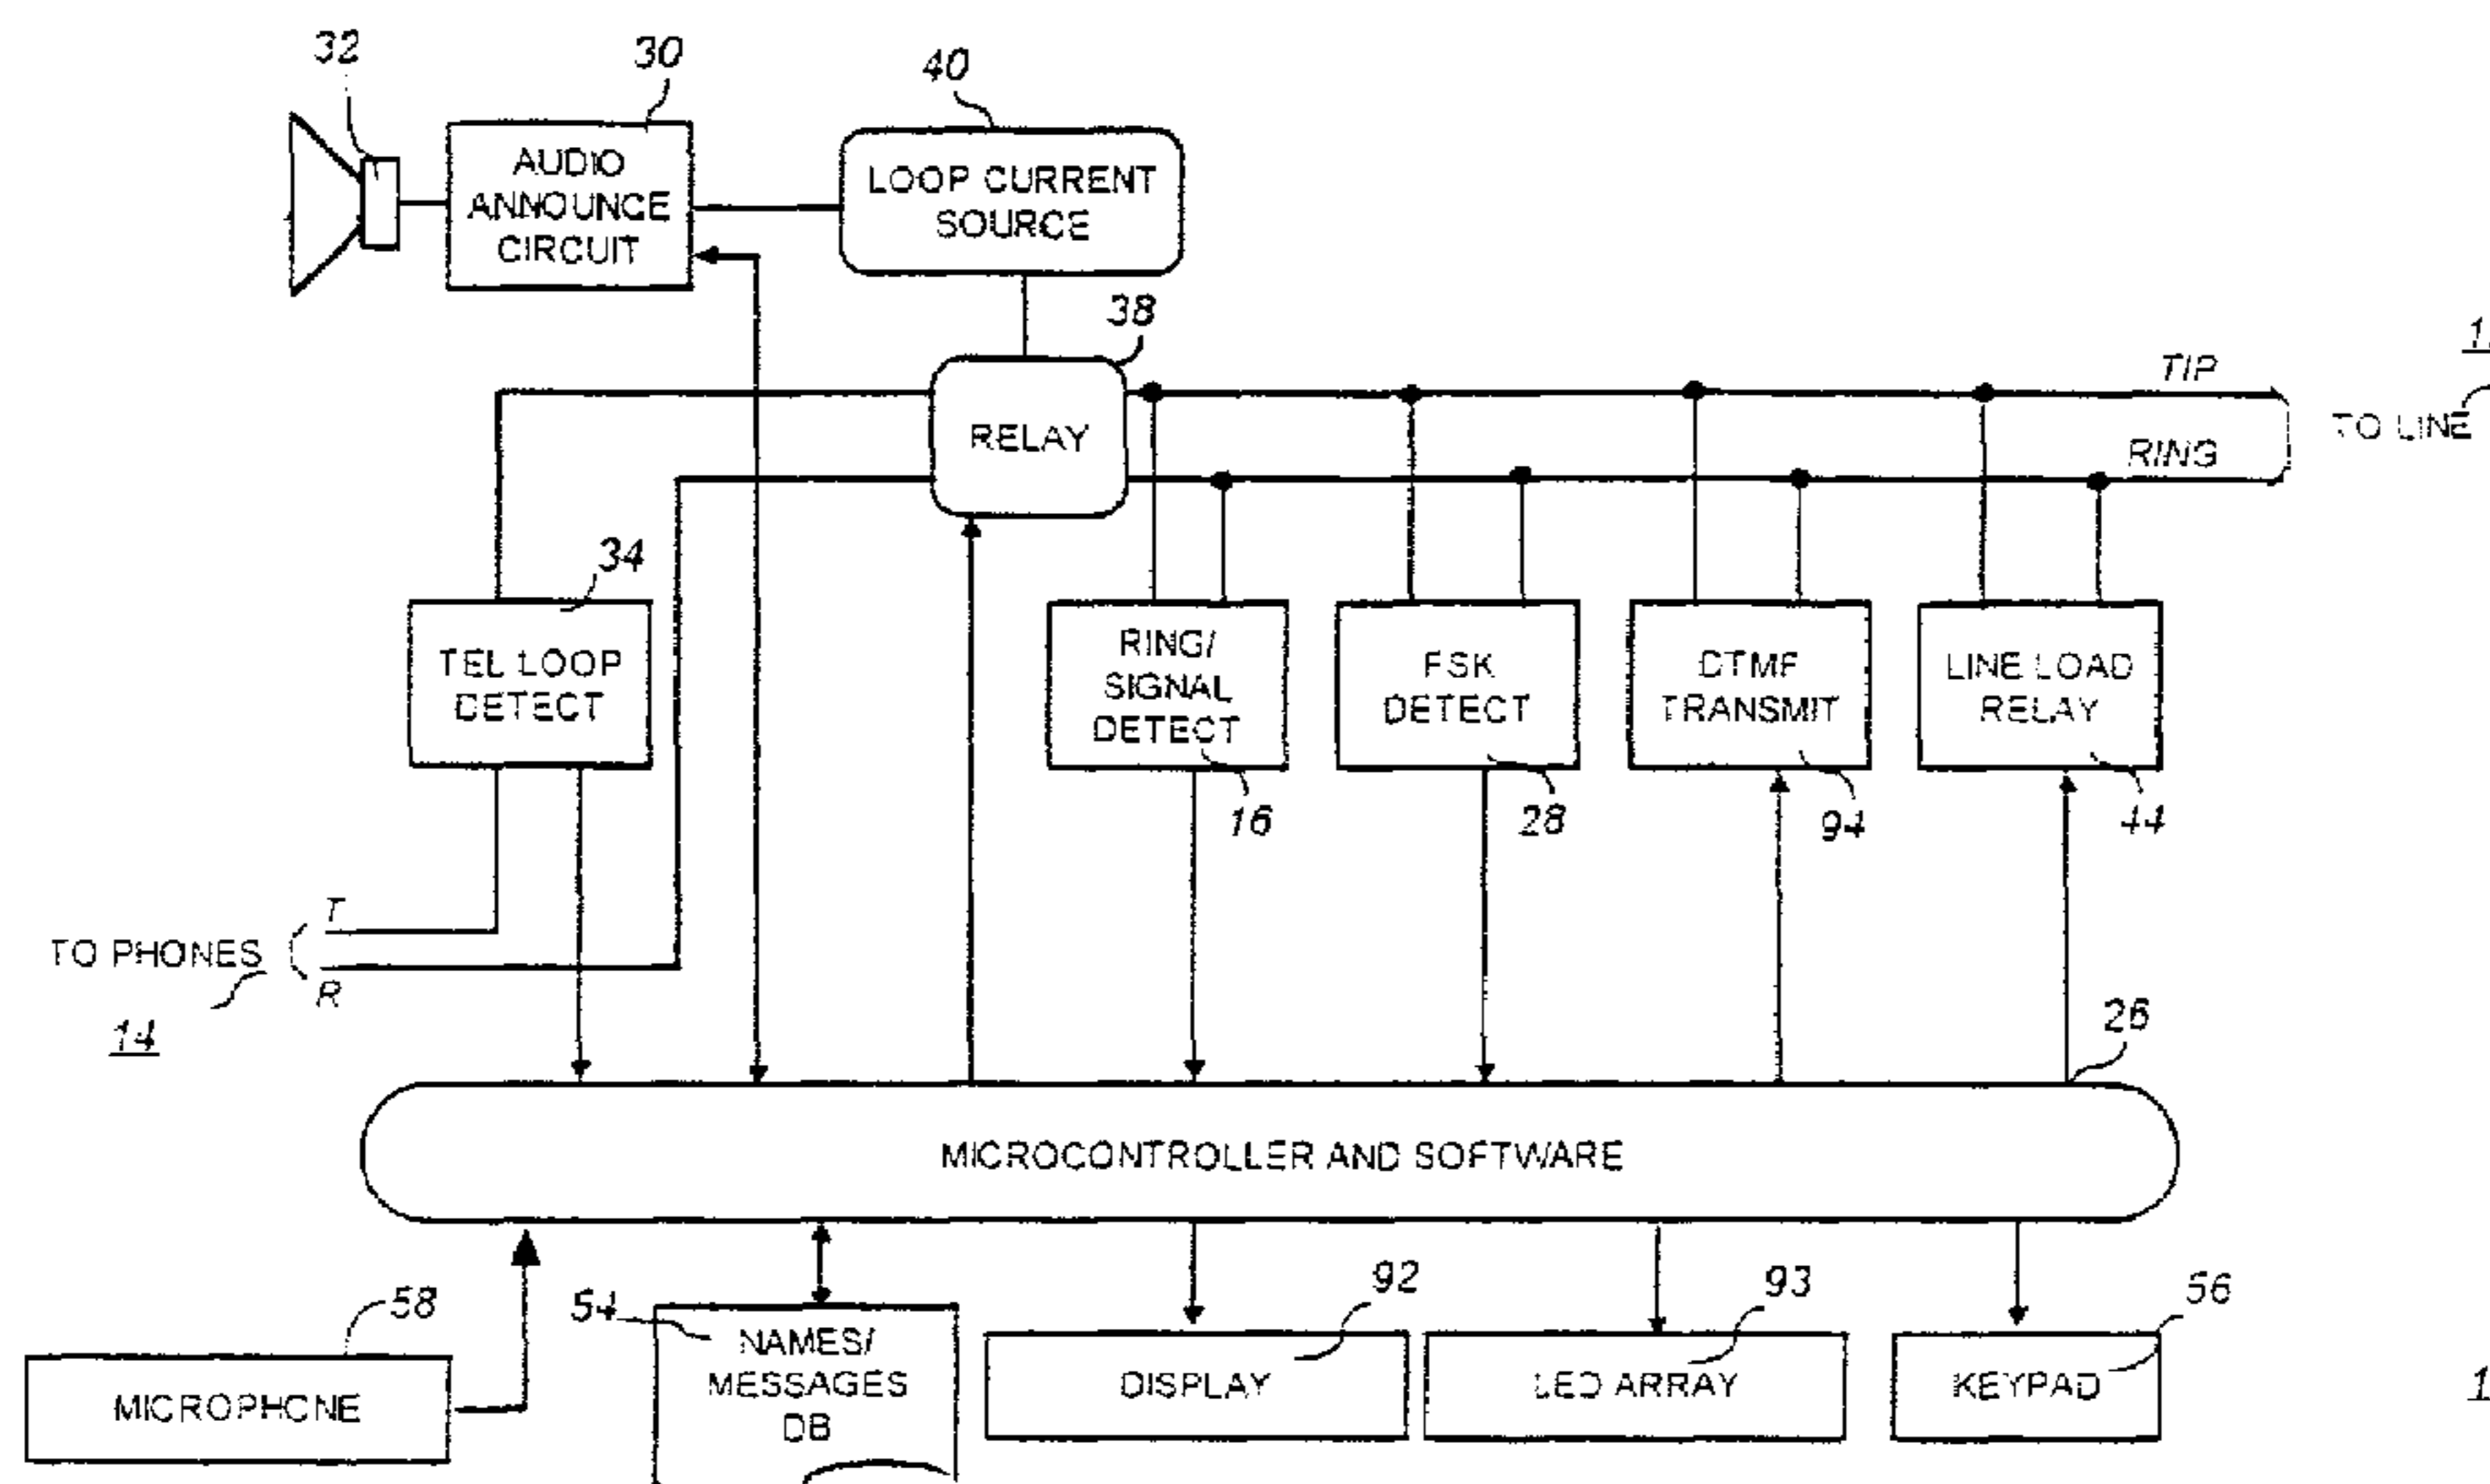 32
30
40
AUDIO
ANNOUNCE
CIRCUIT
LOOP CURRENT
SOURCE
38
RELAY
TIP
RING
TO LINE
34
TEL LOOP
DETECT
RING/
SIGNAL
DETECT
16
FSK
DETECT
28
DTMF
TRANSMIT
94
LINE LOAD
RELAY
44
T
TO PHONES
R
14
26
MICROCONTROLLER AND SOFTWARE
58
MICROPHONE
54
NAMES/
MESSAGES
DB
92
DISPLAY
93
LED ARRAY
56
KEYPAD